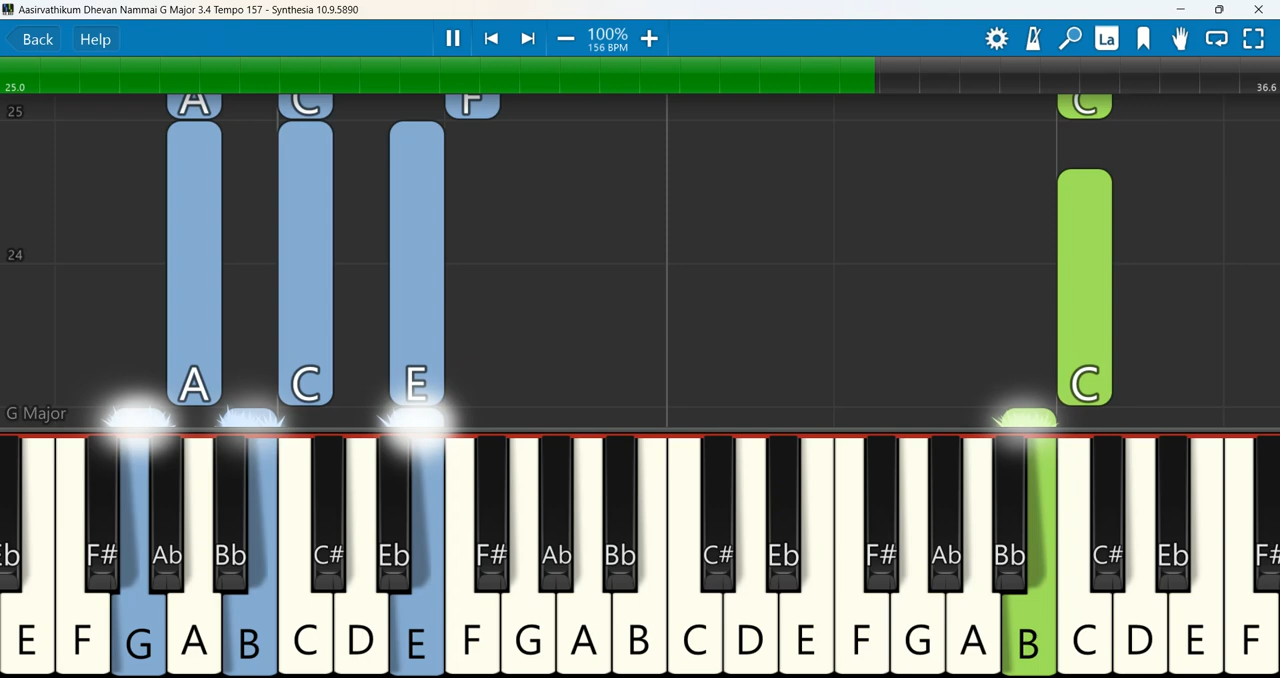 Aasirvathikum Dhevan Nammai G Major 3.4 Tempo 157 - Synthesia 10.9.5890
Back Help 100% La
156 BPM
25.0 36.6
A C F C
25
24
A C E C
G Major
Eb F# Ab Bb C# Eb F# Ab Bb C# Eb F# Ab Bb C# Eb F#
E F G A B C D E F G A B C D E F G A B C D E F